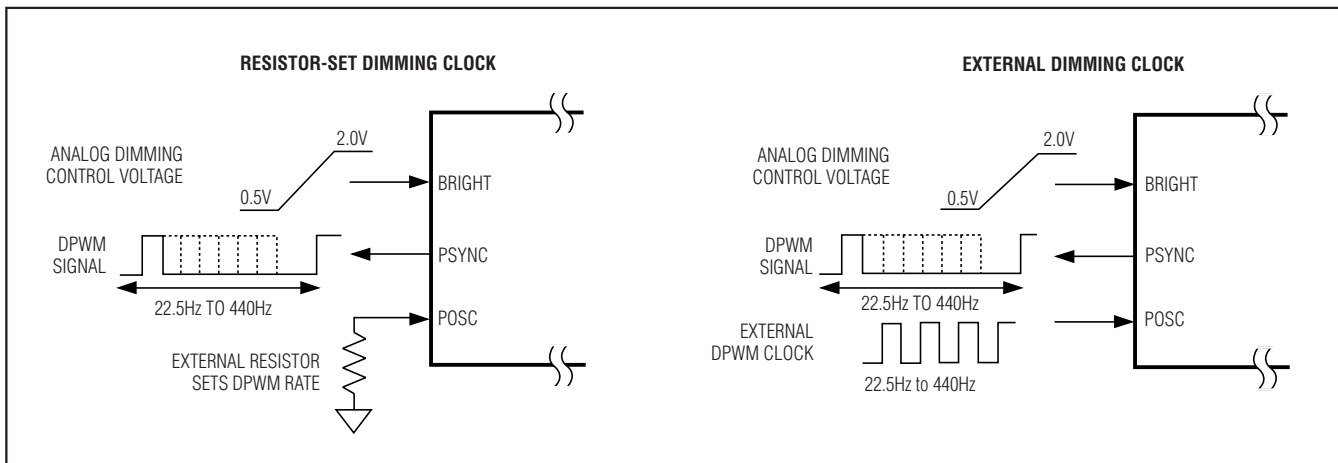 RESISTOR-SET DIMMING CLOCK
ANALOG DIMMING
CONTROL VOLTAGE
2.0V
0.5V
BRIGHT
DPWM
SIGNAL
PSYNC
22.5Hz TO 440Hz
POSC
EXTERNAL RESISTOR
SETS DPWM RATE
EXTERNAL DIMMING CLOCK
ANALOG DIMMING
CONTROL VOLTAGE
2.0V
0.5V
BRIGHT
DPWM
SIGNAL
PSYNC
22.5Hz TO 440Hz
EXTERNAL
DPWM CLOCK
POSC
22.5Hz to 440Hz